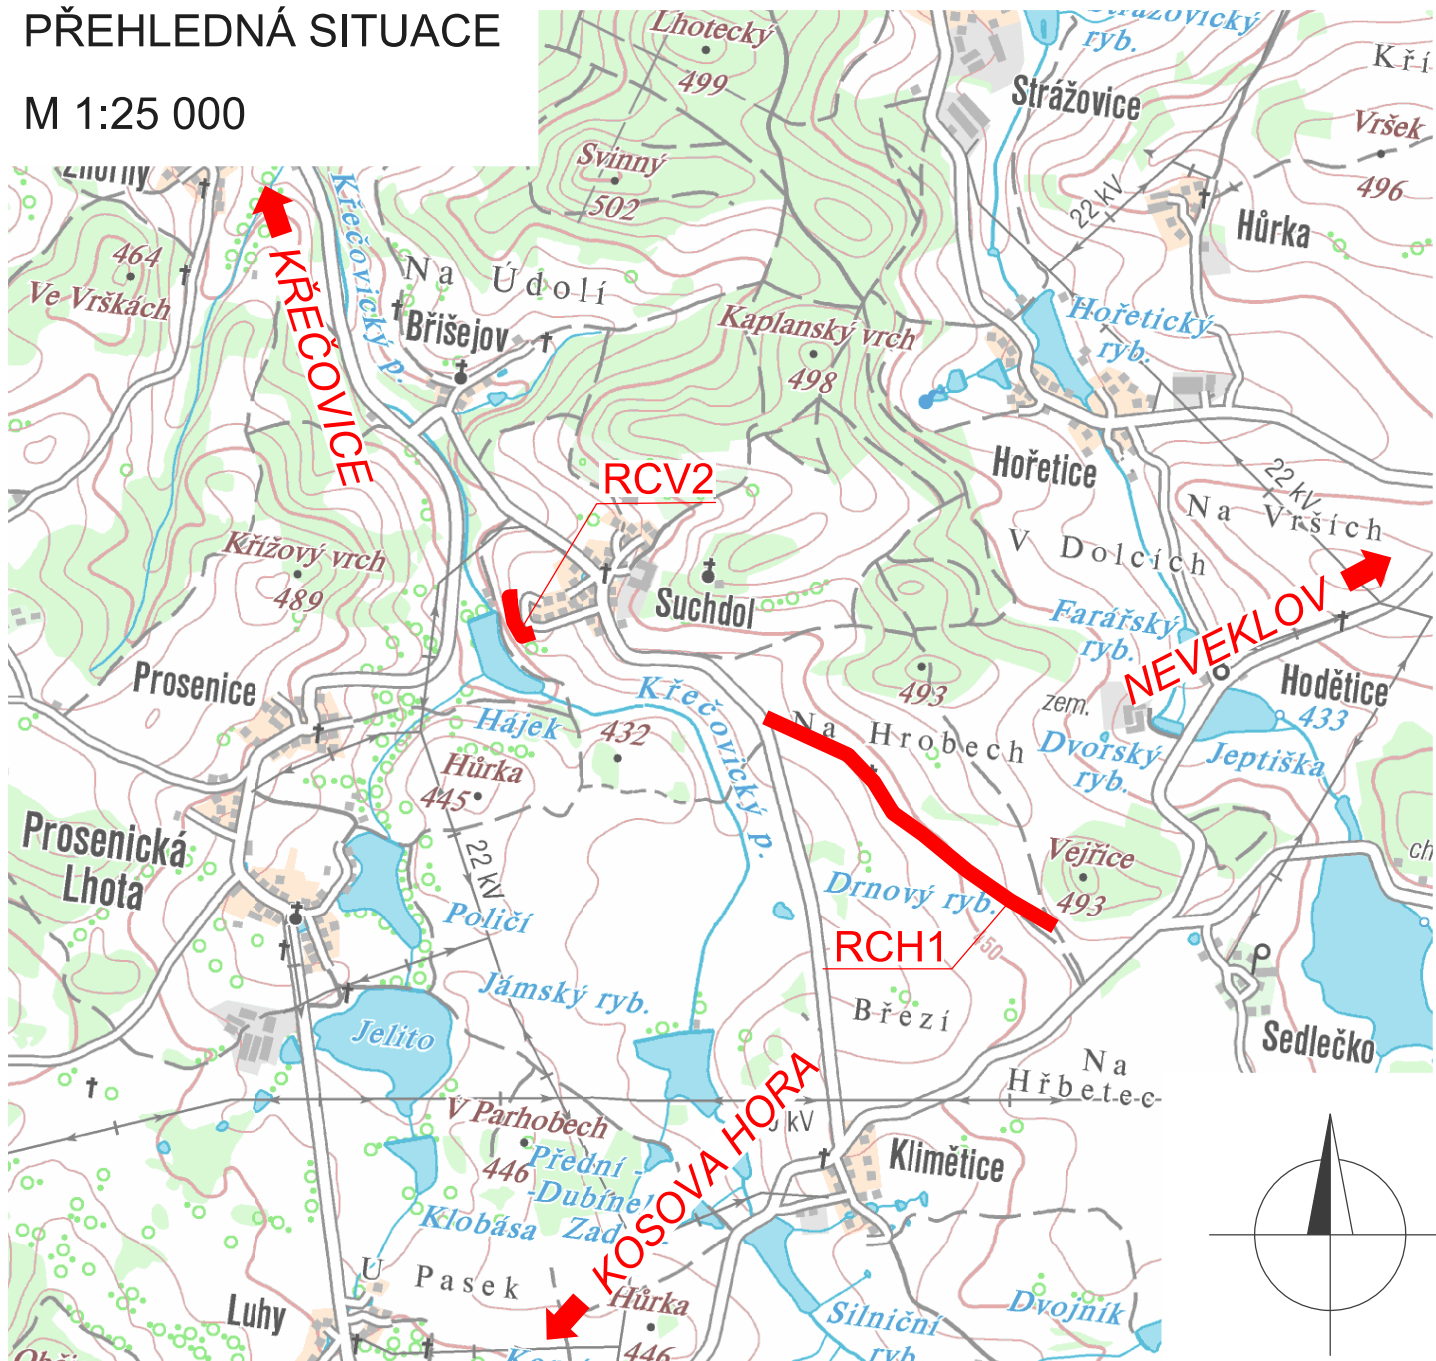 PŘEHLEDNÁ SITUACE
M 1:25 000
Lhotecký
499
ryb.
Strážovice
Kří
Vršek
496
Svinný
502
22 kV
Hůrka
Křečovický p.
464
Ve Vrškách
KŘEČOVICE
Na Údolí
Břišejov
Kaplanský vrch
498
Hořetický
ryb.
Hořetice
22 kV
Na Vrších
V Dolcích
RCV2
Křížový vrch
489
Suchdol
Farářský
ryb.
NEVEKLOV
Hodětice
433
Prosenice
Křečovický p.
493
zem.
Dvorský
ryb.
Jeptiška
Hájek
432
Hůrka
445
Na Hrobech
Prosenická
Lhota
22 kV
Vejřice
493
ch
Drnový ryb.
Poličí
RCH1
450
Jámský ryb.
Březí
Jelito
Sedlečko
Na
Hřbetec
KOSOVA HORA
kV
V Parhobech
446
Přední -
-Dubínel
Klobása Zad
Klimětice
U Pasek
Hůrka
446
Luhy
Silniční
ryb
Dvojník